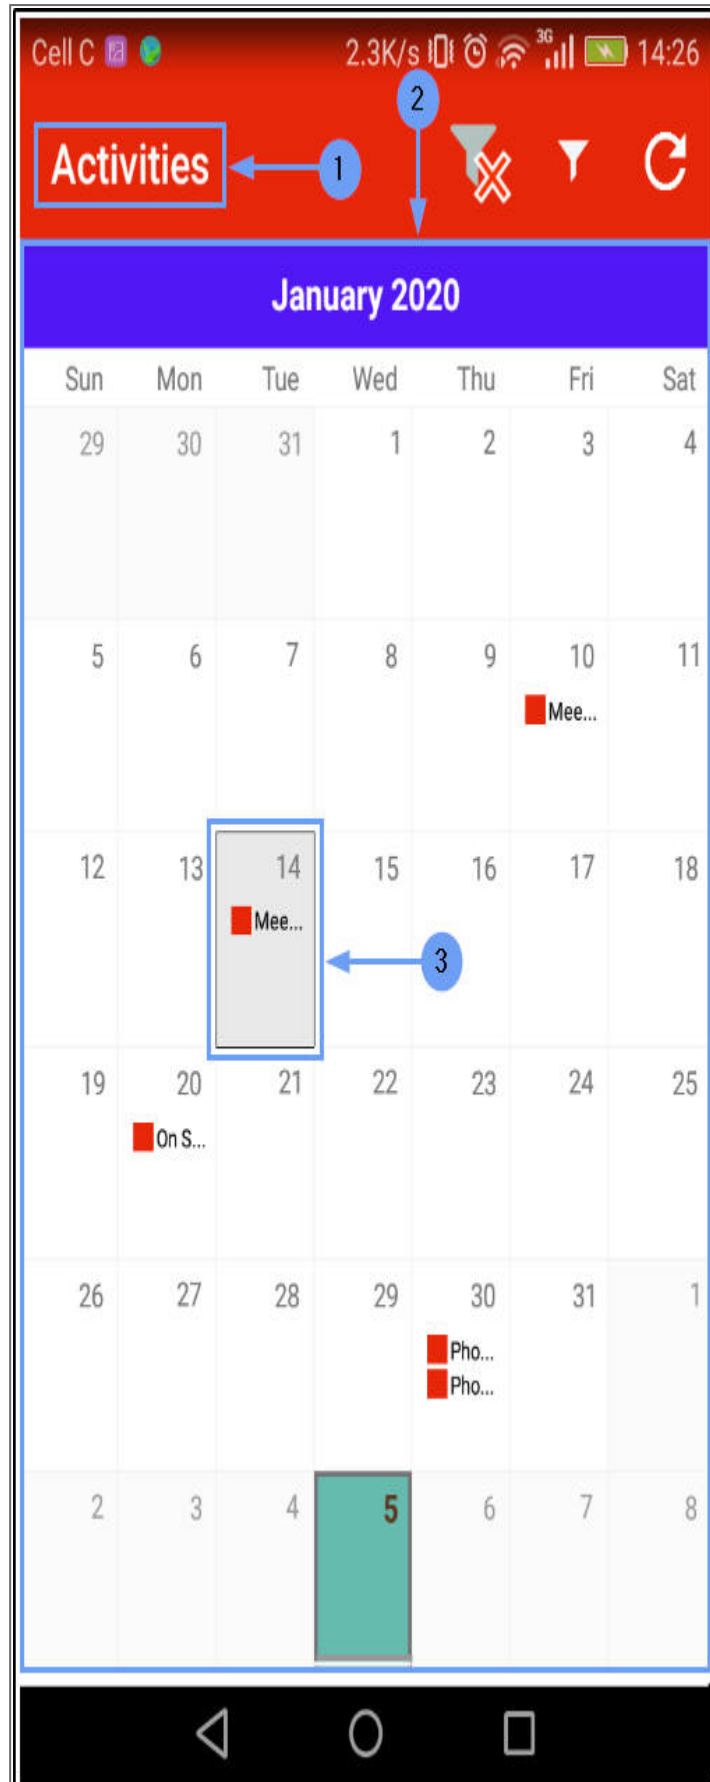 Cell C 2.3K/s 3G 14:26
2
Activities 1
January 2020
Sun Mon Tue Wed Thu Fri Sat
29 30 31 1 2 3 4
5 6 7 8 9 10 11
Mee...
12 13 14 15 16 17 18
Mee...
3
19 20 21 22 23 24 25
On S...
26 27 28 29 30 31 1
Pho...
Pho...
2 3 4 5 6 7 8